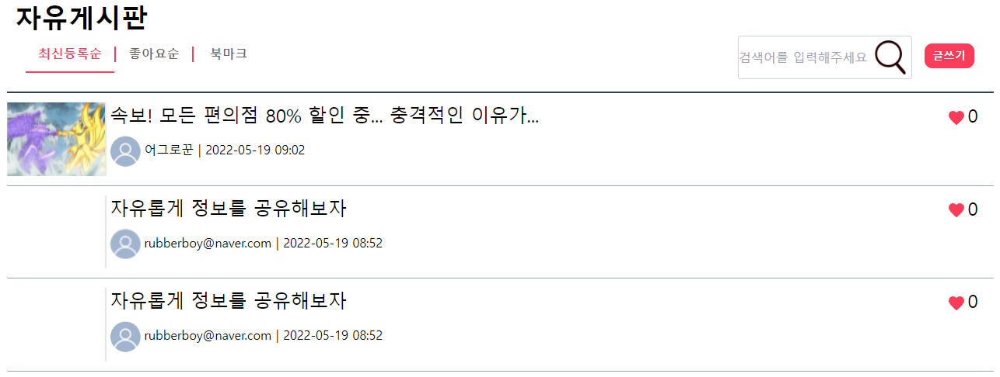 자유게시판
최신등록순 | 좋아요순 | 북마크
검색어를 입력해주세요
글쓰기
속보! 모든 편의점 80% 할인 중... 충격적인 이유가...
0
어그로꾼 | 2022-05-19 09:02
자유롭게 정보를 공유해보자
0
rubberboy@naver.com | 2022-05-19 08:52
자유롭게 정보를 공유해보자
0
rubberboy@naver.com | 2022-05-19 08:52